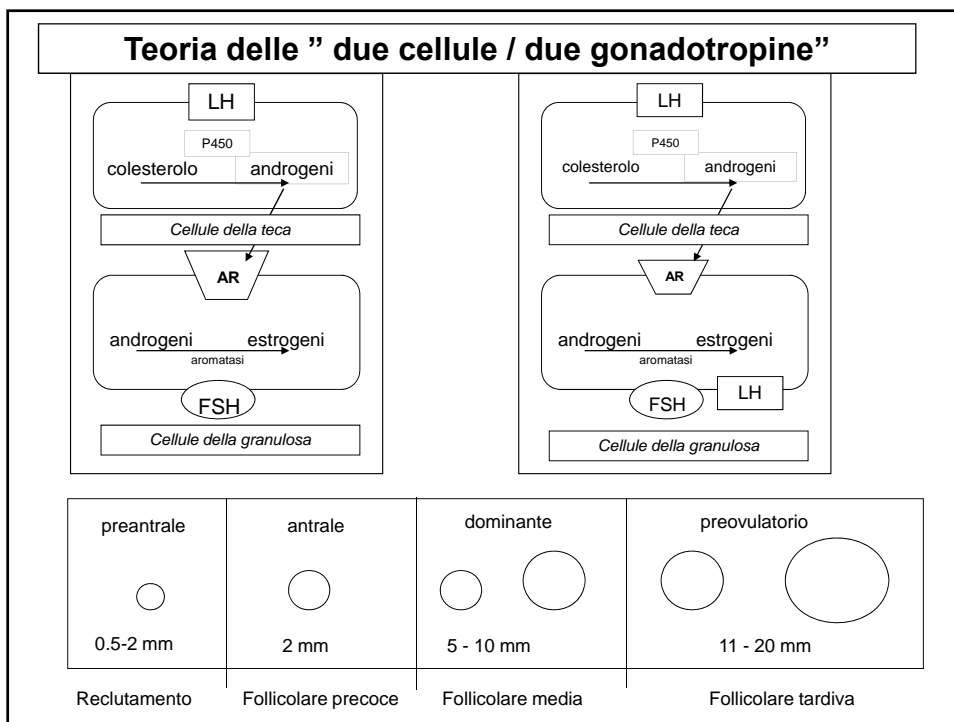 Teoria delle ” due cellule / due gonadotropine”
LH
P450
colesterolo androgeni
Cellule della teca
AR
androgeni estrogeni
aromatasi
FSH
Cellule della granulosa
LH
P450
colesterolo androgeni
Cellule della teca
AR
androgeni estrogeni
aromatasi
FSH
LH
Cellule della granulosa
preantrale antrale dominante preovulatorio
0.5-2 mm 2 mm 5 - 10 mm 11 - 20 mm
Reclutamento Follicolare precoce Follicolare media Follicolare tardiva